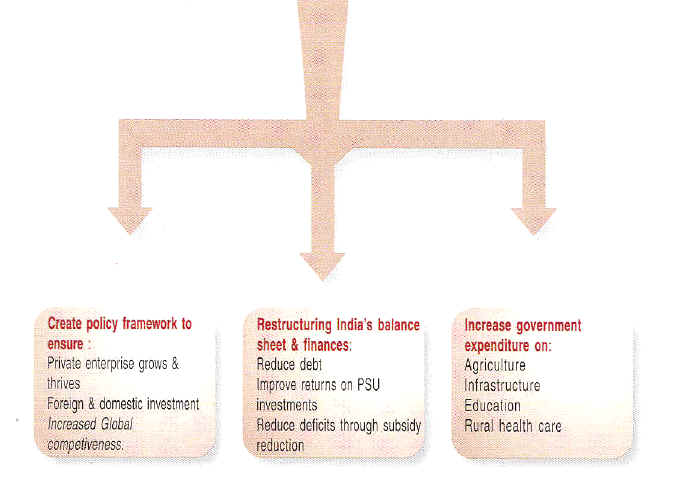 Create policy framework to
ensure :
Private enterprise grows &
thrives
Foreign & domestic investment
Increased Global
competiveness.
Restructuring India's balance
sheet & finances:
Reduce debt
Improve returns on PSU
investments
Reduce deficits through subsidy
reduction
Increase government
expenditure on:
Agriculture
Infrastructure
Education
Rural health care